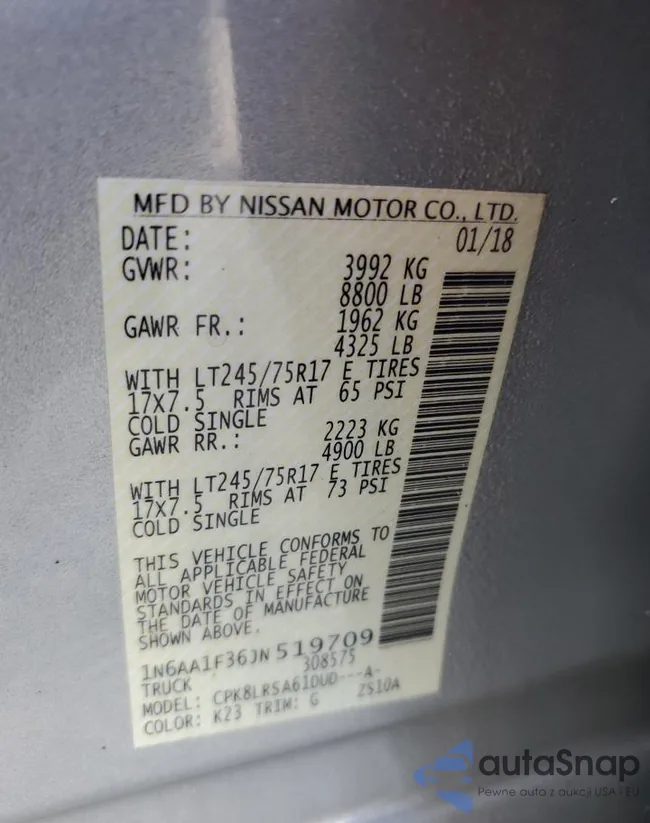 MFD BY NISSAN MOTOR CO., LTD.
DATE: 01/18
GVWR: 3992 KG
8800 LB
GAWR FR.: 1962 KG
4325 LB
WITH LT245/75R17 E TIRES
17X7.5 RIMS AT 65 PSI
COLD SINGLE
GAWR RR.: 2223 KG
4900 LB
WITH LT245/75R17 E TIRES
17X7.5 RIMS AT 73 PSI
COLD SINGLE
THIS VEHICLE CONFORMS TO
ALL APPLICABLE FEDERAL
MOTOR VEHICLE SAFETY
STANDARDS IN EFFECT ON
THE DATE OF MANUFACTURE
SHOWN ABOVE.
1N6AA1F36JN519709
TRUCK 308575
MODEL: CPK8LRSA61DUD---A-
COLOR: K23 TRIM: G ZS10A
autaSnap
Pewne auta z aukcji USA i EU